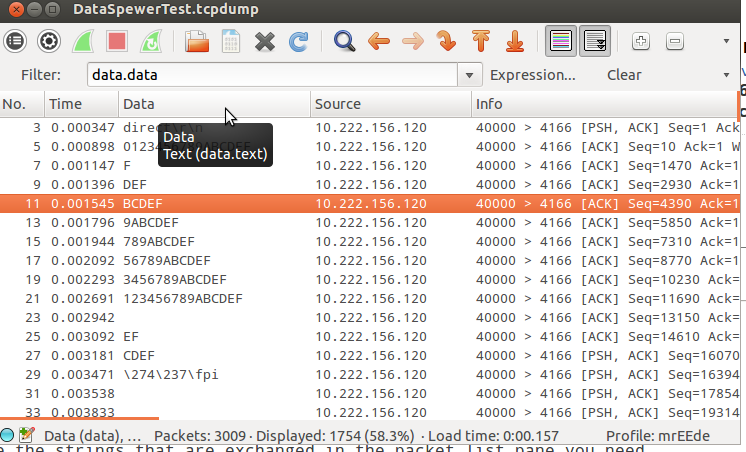 DataSpewerTest.tcpdump
Filter: data.data Expression... Clear
No. Time Data Source Info
3 0.000347 direct\r\n 10.222.156.120 40000 > 4166 [PSH, ACK] Seq=1 Ack=
5 0.000898 01234 ABCDEF 10.222.156.120 40000 > 4166 [ACK] Seq=10 Ack=1 W
Data
Text (data.text)
7 0.001147 F 10.222.156.120 40000 > 4166 [ACK] Seq=1470 Ack=1
9 0.001396 DEF 10.222.156.120 40000 > 4166 [ACK] Seq=2930 Ack=1
11 0.001545 BCDEF 10.222.156.120 40000 > 4166 [ACK] Seq=4390 Ack=1
13 0.001796 9ABCDEF 10.222.156.120 40000 > 4166 [ACK] Seq=5850 Ack=1
15 0.001944 789ABCDEF 10.222.156.120 40000 > 4166 [ACK] Seq=7310 Ack=1
17 0.002092 56789ABCDEF 10.222.156.120 40000 > 4166 [ACK] Seq=8770 Ack=1
19 0.002293 3456789ABCDEF 10.222.156.120 40000 > 4166 [ACK] Seq=10230 Ack=
21 0.002691 123456789ABCDEF 10.222.156.120 40000 > 4166 [ACK] Seq=11690 Ack=
23 0.002942 10.222.156.120 40000 > 4166 [ACK] Seq=13150 Ack=
25 0.003092 EF 10.222.156.120 40000 > 4166 [ACK] Seq=14610 Ack=
27 0.003181 CDEF 10.222.156.120 40000 > 4166 [PSH, ACK] Seq=16070
29 0.003471 \274\237\fpi 10.222.156.120 40000 > 4166 [PSH, ACK] Seq=16394
31 0.003538 10.222.156.120 40000 > 4166 [PSH, ACK] Seq=17854
33 0.003833 10.222.156.120 40000 > 4166 [PSH, ACK] Seq=19314
Data (data), ... Packets: 3009 · Displayed: 1754 (58.3%) · Load time: 0:00.157 Profile: mrEEde
e the strings that are exchanged in the packet list pane you need